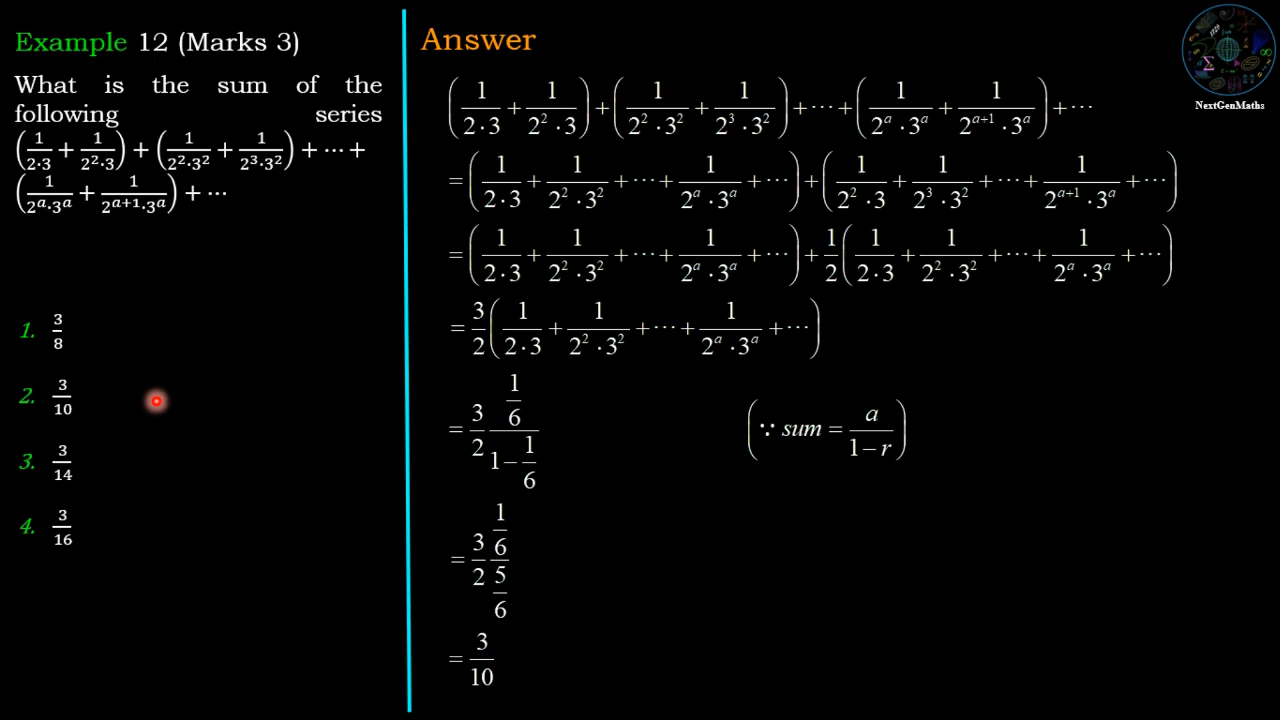 Example 12 (Marks 3)
What is the sum of the
following series
(1/(2·3) + 1/(2²·3)) + (1/(2²·3²) + 1/(2³·3²)) + ⋯ +
(1/(2ᵃ·3ᵃ) + 1/(2ᵃ⁺¹·3ᵃ)) + ⋯
1. 3/8
2. 3/10
3. 3/14
4. 3/16
Answer
(1/(2·3) + 1/(2²·3)) + (1/(2²·3²) + 1/(2³·3²)) + ⋯ + (1/(2ᵃ·3ᵃ) + 1/(2ᵃ⁺¹·3ᵃ)) + ⋯
= (1/(2·3) + 1/(2²·3²) + ⋯ + 1/(2ᵃ·3ᵃ) + ⋯) + (1/(2²·3) + 1/(2³·3²) + ⋯ + 1/(2ᵃ⁺¹·3ᵃ) + ⋯)
= (1/(2·3) + 1/(2²·3²) + ⋯ + 1/(2ᵃ·3ᵃ) + ⋯) + 1/2 (1/(2·3) + 1/(2²·3²) + ⋯ + 1/(2ᵃ·3ᵃ) + ⋯)
= 3/2 (1/(2·3) + 1/(2²·3²) + ⋯ + 1/(2ᵃ·3ᵃ) + ⋯)
= 3/2 (1/6)/(1 − 1/6) (∵ sum = a/(1 − r))
= 3/2 (1/6)/(5/6)
= 3/10
NextGenMaths